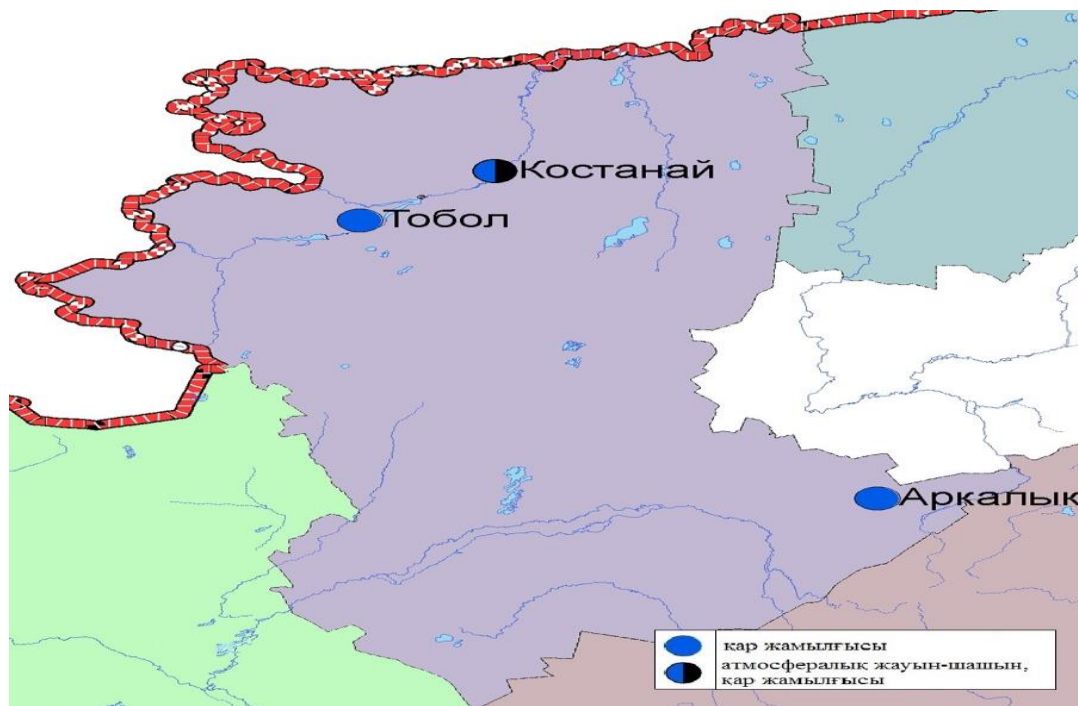 Костанай
Тобол
Аркалык
қар жамылғысы
атмосфералық жауын-шашын,
қар жамылғысы